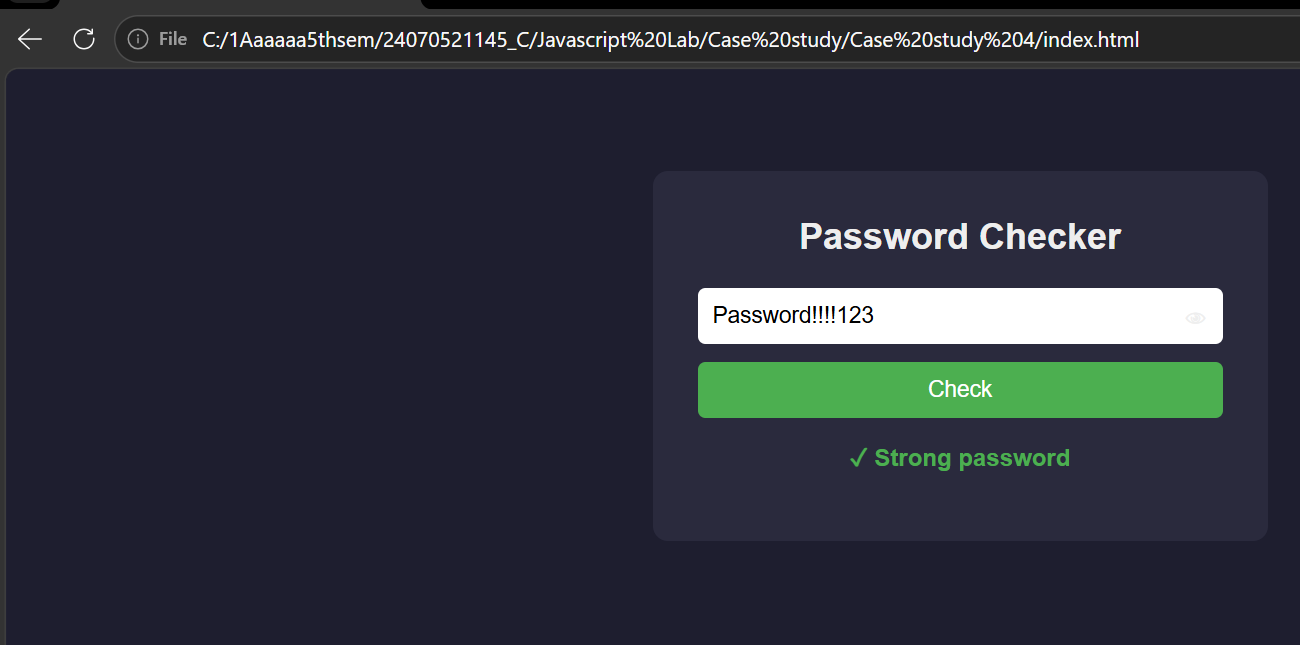 File C:/1Aaaaaa5thsem/24070521145_C/Javascript%20Lab/Case%20study/Case%20study%204/index.html
Password Checker
Password!!!!123
Check
✓ Strong password